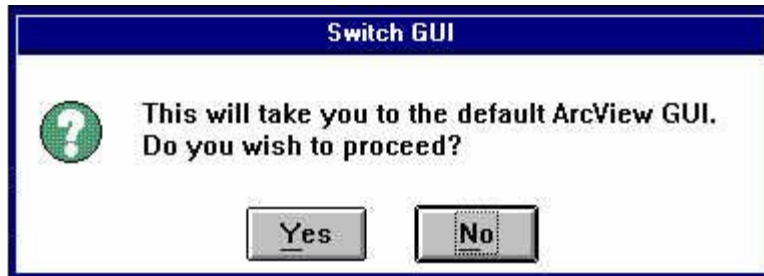 Switch GUI
This will take you to the default ArcView GUI.
Do you wish to proceed?
Yes No